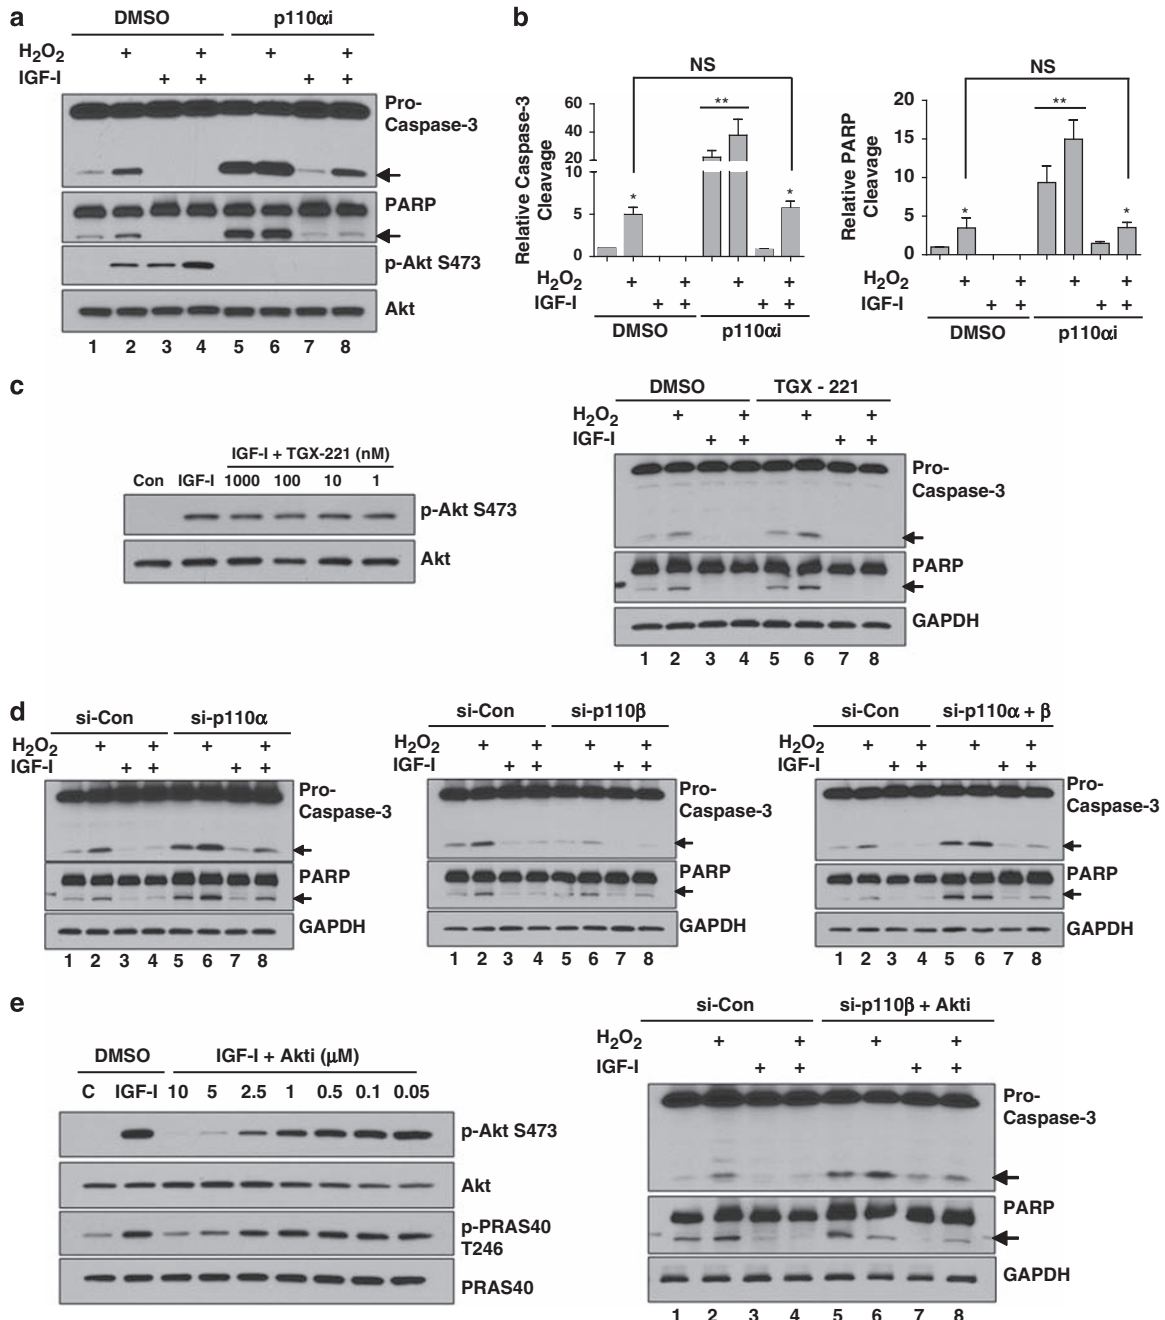 a
DMSO p110αi
H₂O₂ + + + +
IGF-I + + + +
Pro-
Caspase-3
PARP
p-Akt S473
Akt
1 2 3 4 5 6 7 8
b
NS
Relative Caspase-3
Cleavage
60
40
20
10
5
0
* ** *
H₂O₂ + + + +
IGF-I + + + +
DMSO p110αi
NS
Relative PARP
Cleavage
20
15
10
5
0
* ** *
H₂O₂ + + + +
IGF-I + + + +
DMSO p110αi
c
IGF-I + TGX-221 (nM)
Con IGF-I 1000 100 10 1
p-Akt S473
Akt
DMSO TGX - 221
H₂O₂ + + + +
IGF-I + + + +
Pro-
Caspase-3
PARP
GAPDH
1 2 3 4 5 6 7 8
d
si-Con si-p110α
H₂O₂ + + + +
IGF-I + + + +
Pro-
Caspase-3
PARP
GAPDH
1 2 3 4 5 6 7 8
si-Con si-p110β
H₂O₂ + + + +
IGF-I + + + +
Pro-
Caspase-3
PARP
GAPDH
1 2 3 4 5 6 7 8
si-Con si-p110α + β
H₂O₂ + + + +
IGF-I + + + +
Pro-
Caspase-3
PARP
GAPDH
1 2 3 4 5 6 7 8
e
DMSO IGF-I + Akti (μM)
C IGF-I 10 5 2.5 1 0.5 0.1 0.05
p-Akt S473
Akt
p-PRAS40
T246
PRAS40
si-Con si-p110β + Akti
H₂O₂ + + + +
IGF-I + + + +
Pro-
Caspase-3
PARP
GAPDH
1 2 3 4 5 6 7 8